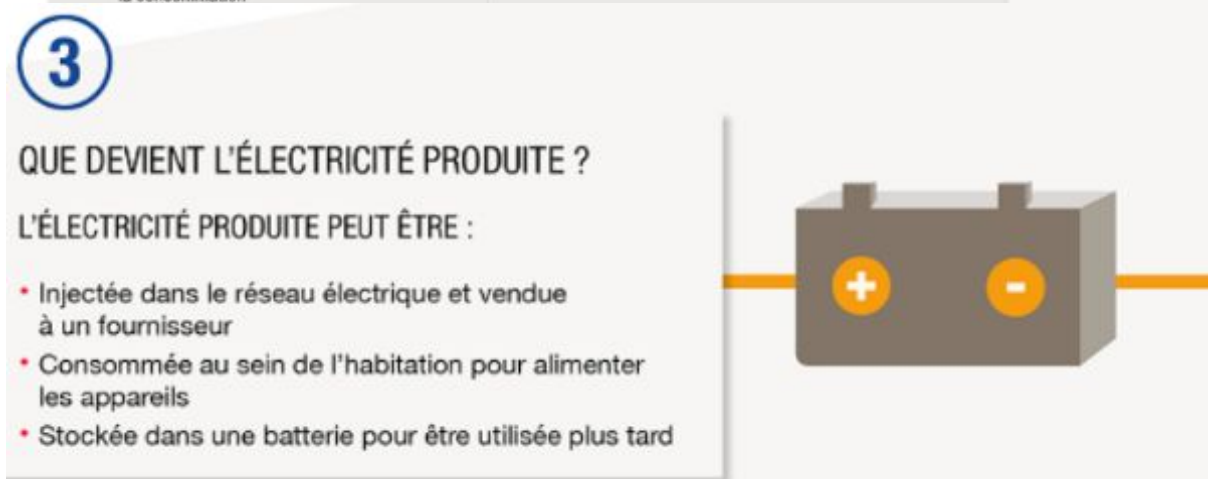 3
QUE DEVIENT L'ÉLECTRICITÉ PRODUITE ?
L'ÉLECTRICITÉ PRODUITE PEUT ÊTRE :
• Injectée dans le réseau électrique et vendue
à un fournisseur
• Consommée au sein de l'habitation pour alimenter
les appareils
• Stockée dans une batterie pour être utilisée plus tard
+ -